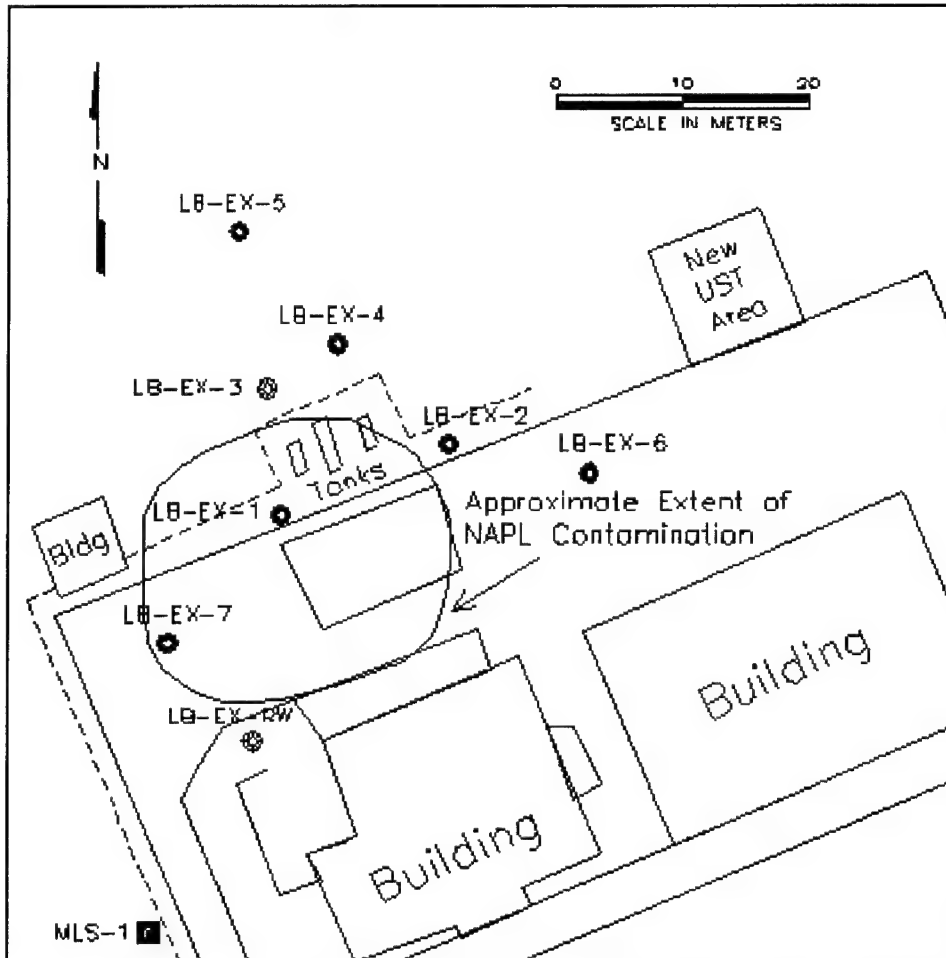 0 10 20
SCALE IN METERS
N
LB-EX-5
New
UST
Area
LB-EX-4
LB-EX-3
LB-EX-2
LB-EX-6
Tanks
LB-EX-1
Approximate Extent of
NAPL Contamination
Bldg
LB-EX-7
LB-EX-RW
Building
Building
MLS-1